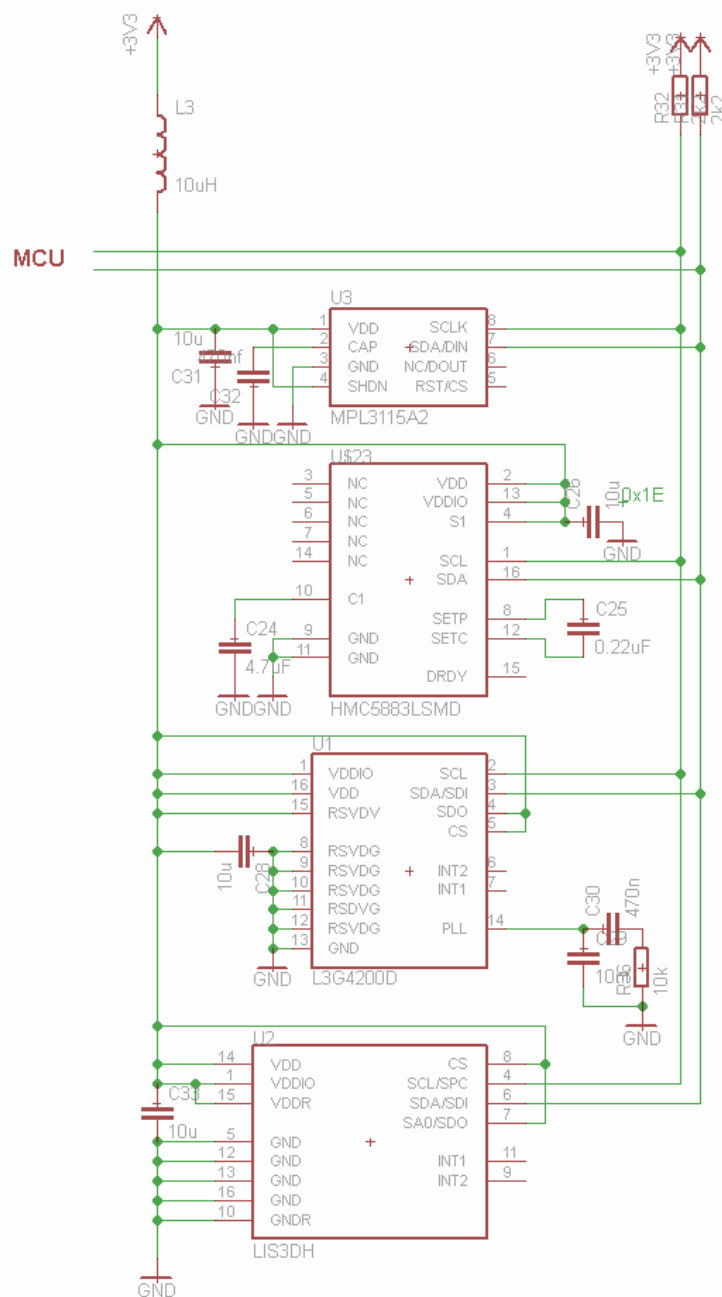 +3V3
+3V3
+3V3
L3
10uH
R32
2k2
MCU
U3
1 VDD SCLK 8
2 CAP SDA/DIN 7
3 GND NC/DOUT 6
4 SHDN RST/CS 5
10u
C31
C32
GND
GND
GND
MPL3115A2
U$23
3 NC VDD 2
5 NC VDDIO 13
6 NC S1 4
7 NC
14 NC SCL 1
SDA 16
10 C1
SETP 8
9 GND SETC 12
11 GND
DRDY 15
C26
10u
0x1E
GND
C24
4.7uF
C25
0.22uF
GND
GND
HMC5883LSMD
U1
1 VDDIO SCL 2
16 VDD SDA/SDI 3
15 RSVDV SDO 4
CS 5
8 RSVDG
9 RSVDG INT2 6
10 RSVDG INT1 7
11 RSDVG
12 RSVDG PLL 14
13 GND
10u
C28
GND
L3G4200D
C30
470n
R36
10k
GND
U2
14 VDD CS 8
1 VDDIO SCL/SPC 4
15 VDDR SDA/SDI 6
SA0/SDO 7
5 GND
12 GND INT1 11
13 GND INT2 9
16 GND
10 GNDR
C33
10u
LIS3DH
GND